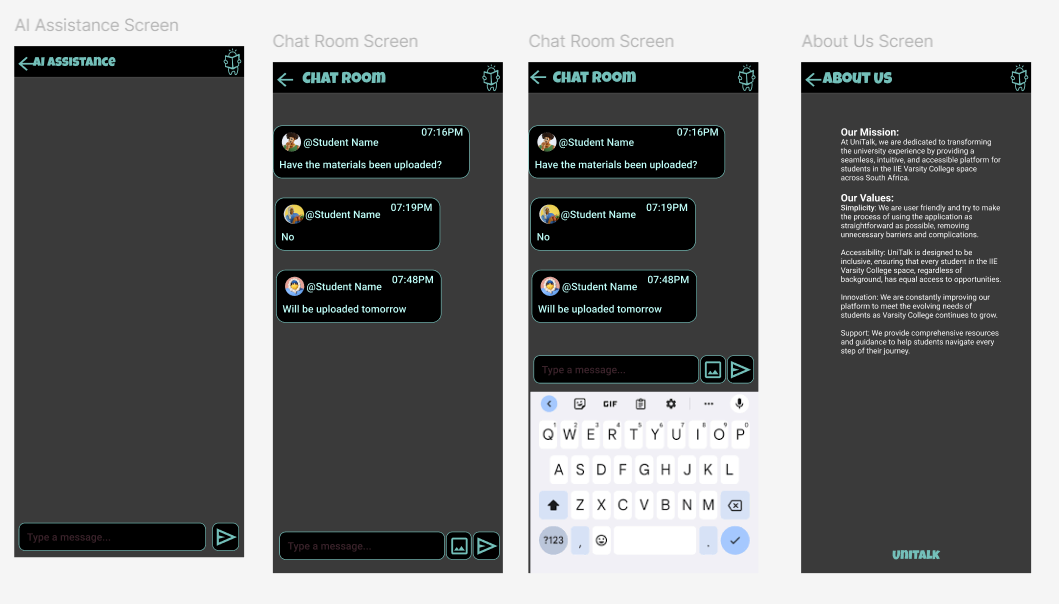 AI Assistance Screen
AI ASSISTANCE
Type a message...
Chat Room Screen
CHAT ROOM
07:16PM
@Student Name
Have the materials been uploaded?
07:19PM
@Student Name
No
07:48PM
@Student Name
Will be uploaded tomorrow
Type a message...
Chat Room Screen
CHAT ROOM
07:16PM
@Student Name
Have the materials been uploaded?
07:19PM
@Student Name
No
07:48PM
@Student Name
Will be uploaded tomorrow
Type a message...
GIF
Q1 W2 E3 R4 T5 Y6 U7 I8 O9 P0
A S D F G H J K L
Z X C V B N M
?123 , .
About Us Screen
ABOUT US
Our Mission:
At UniTalk, we are dedicated to transforming
the university experience by providing a
seamless, intuitive, and accessible platform for
students in the IIE Varsity College space
across South Africa.
Our Values:
Simplicity: We are user friendly and try to make
the process of using the application as
straightforward as possible, removing
unnecessary barriers and complications.
Accessibility: UniTalk is designed to be
inclusive, ensuring that every student in the IIE
Varsity College space, regardless of
background, has equal access to opportunities.
Innovation: We are constantly improving our
platform to meet the evolving needs of
students as Varsity College continues to grow.
Support: We provide comprehensive resources
and guidance to help students navigate every
step of their journey.
UNITALK